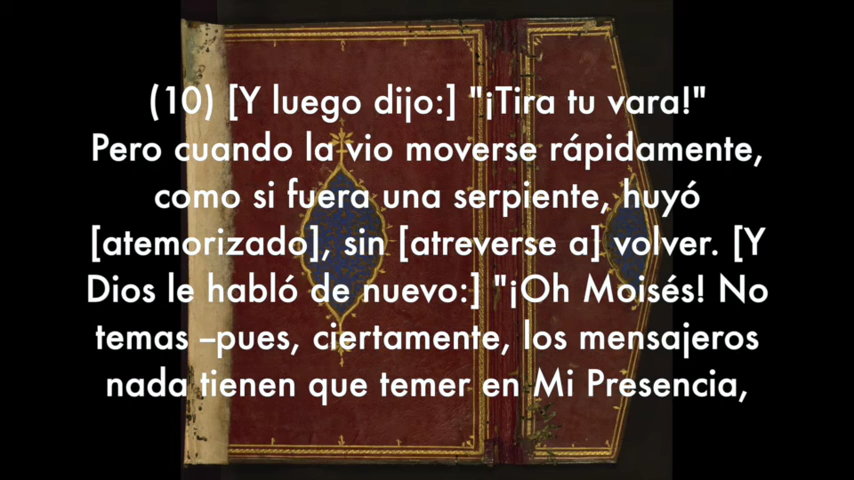 (10) [Y luego dijo:] "¡Tira tu vara!"
Pero cuando la vio moverse rápidamente,
como si fuera una serpiente, huyó
[atemorizado], sin [atreverse a] volver. [Y
Dios le habló de nuevo:] "¡Oh Moisés! No
temas –pues, ciertamente, los mensajeros
nada tienen que temer en Mi Presencia,